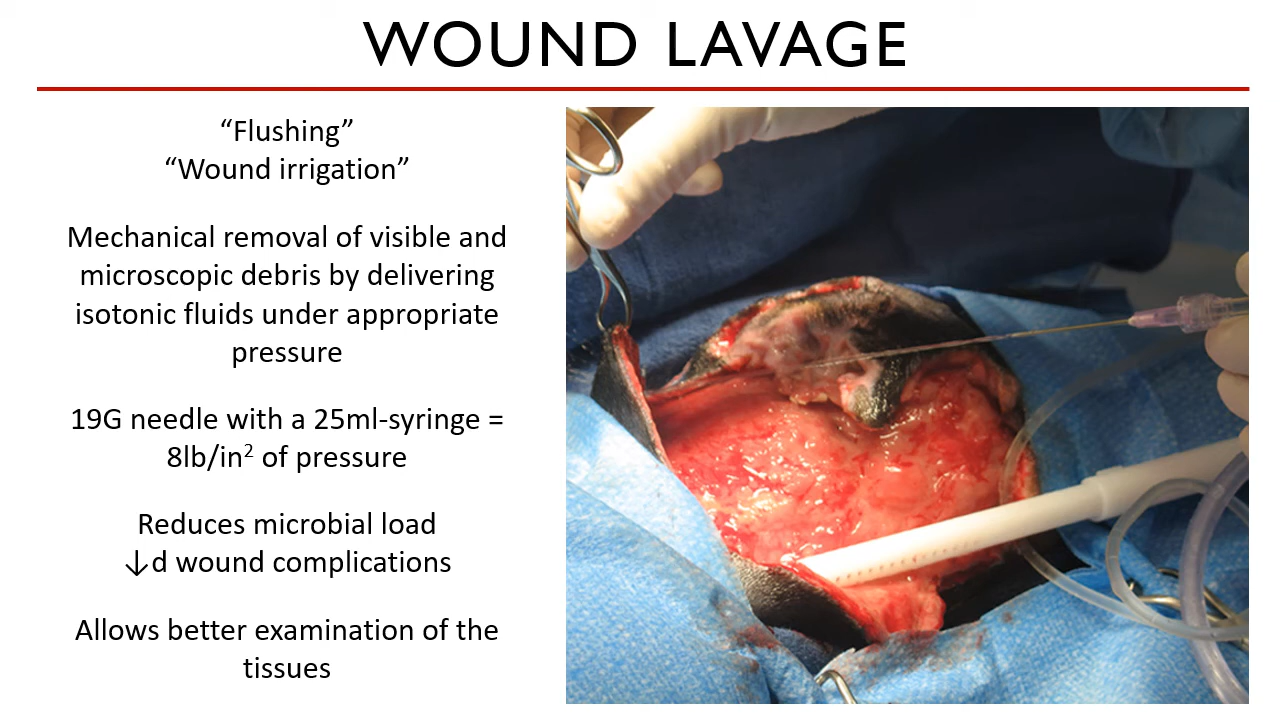 WOUND LAVAGE
“Flushing”
“Wound irrigation”
Mechanical removal of visible and
microscopic debris by delivering
isotonic fluids under appropriate
pressure
19G needle with a 25ml-syringe =
8lb/in² of pressure
Reduces microbial load
↓d wound complications
Allows better examination of the
tissues